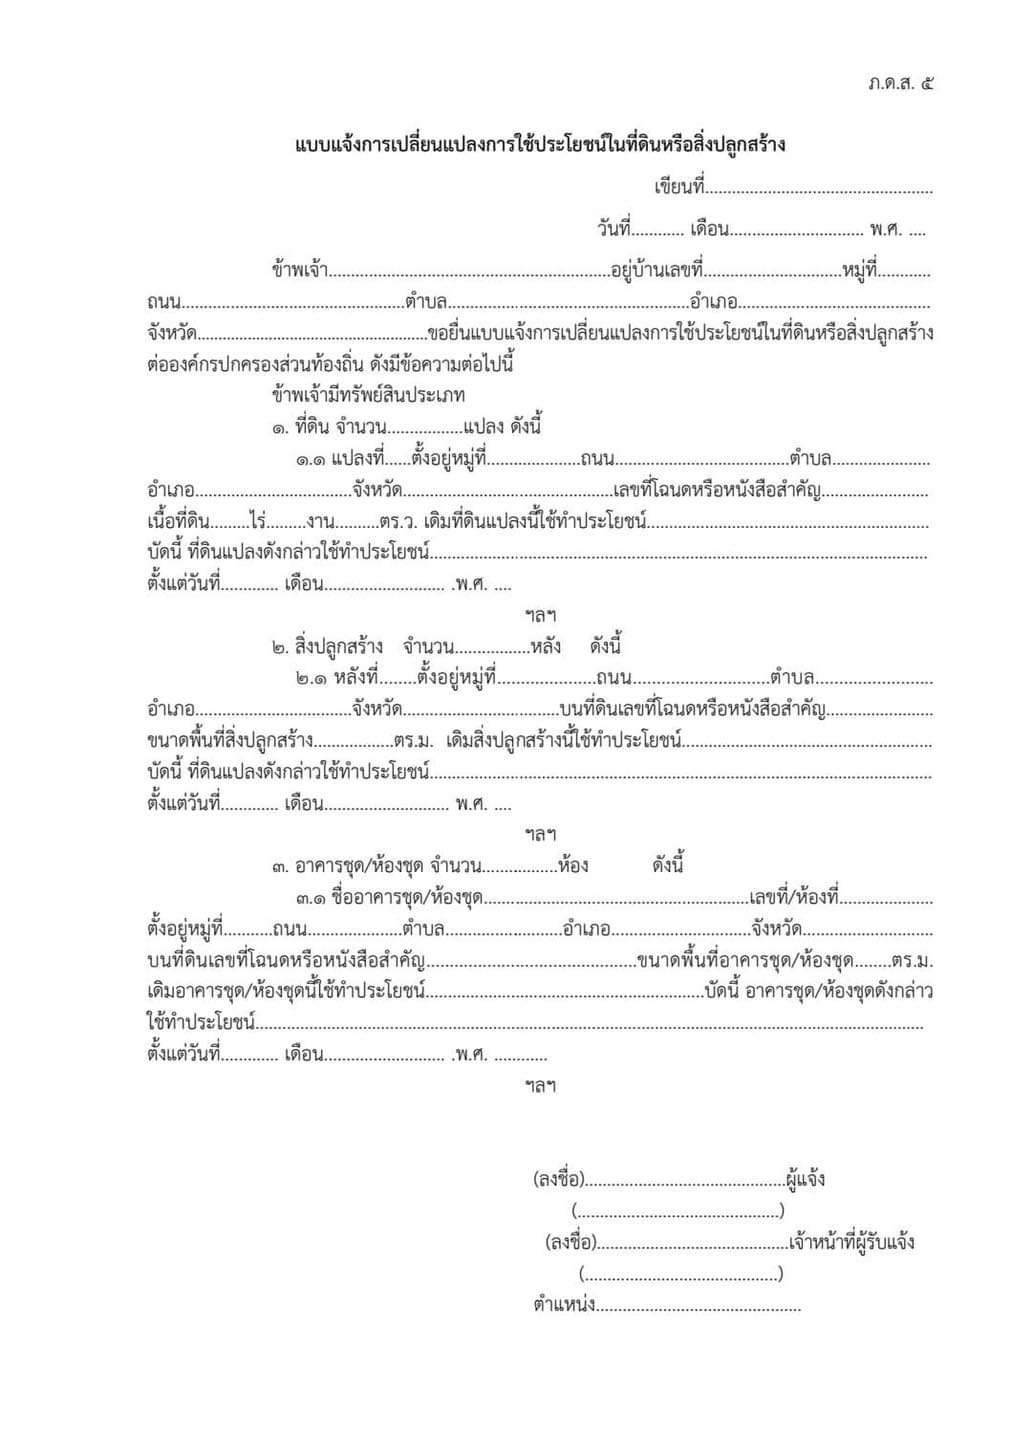 ภ.ด.ส. ๕
แบบแจ้งการเปลี่ยนแปลงการใช้ประโยชน์ในที่ดินหรือสิ่งปลูกสร้าง
เขียนที่...................................................
วันที่............ เดือน.............................. พ.ศ. ....
ข้าพเจ้า...............................................................อยู่บ้านเลขที่...............................หมู่ที่............
ถนน..................................................ตำบล......................................................อำเภอ...........................................
จังหวัด...................................................ขอยื่นแบบแจ้งการเปลี่ยนแปลงการใช้ประโยชน์ในที่ดินหรือสิ่งปลูกสร้าง
ต่อองค์กรปกครองส่วนท้องถิ่น ดังมีข้อความต่อไปนี้
ข้าพเจ้ามีทรัพย์สินประเภท
๑. ที่ดิน จำนวน.................แปลง ดังนี้
๑.๑ แปลงที่......ตั้งอยู่หมู่ที่.....................ถนน.......................................ตำบล......................
อำเภอ...................................จังหวัด...............................................เลขที่โฉนดหรือหนังสือสำคัญ........................
เนื้อที่ดิน.........ไร่.........งาน..........ตร.ว. เดิมที่ดินแปลงนี้ใช้ทำประโยชน์...............................................................
บัดนี้ ที่ดินแปลงดังกล่าวใช้ทำประโยชน์...............................................................................................................
ตั้งแต่วันที่............. เดือน........................... .พ.ศ. ....
ฯลฯ
๒. สิ่งปลูกสร้าง จำนวน.................หลัง ดังนี้
๒.๑ หลังที่........ตั้งอยู่หมู่ที่.....................ถนน.............................ตำบล.........................
อำเภอ...................................จังหวัด...................................บนที่ดินเลขที่โฉนดหรือหนังสือสำคัญ........................
ขนาดพื้นที่สิ่งปลูกสร้าง..................ตร.ม. เดิมสิ่งปลูกสร้างนี้ใช้ทำประโยชน์........................................................
บัดนี้ ที่ดินแปลงดังกล่าวใช้ทำประโยชน์................................................................................................................
ตั้งแต่วันที่............. เดือน............................ พ.ศ. ....
ฯลฯ
๓. อาคารชุด/ห้องชุด จำนวน.................ห้อง ดังนี้
๓.๑ ชื่ออาคารชุด/ห้องชุด...........................................................เลขที่/ห้องที่.....................
ตั้งอยู่หมู่ที่...........ถนน.....................ตำบล..........................อำเภอ...............................จังหวัด.............................
บนที่ดินเลขที่โฉนดหรือหนังสือสำคัญ...............................................ขนาดพื้นที่อาคารชุด/ห้องชุด........ตร.ม.
เดิมอาคารชุด/ห้องชุดนี้ใช้ทำประโยชน์..............................................................บัดนี้ อาคารชุด/ห้องชุดดังกล่าว
ใช้ทำประโยชน์.....................................................................................................................................................
ตั้งแต่วันที่............. เดือน........................... .พ.ศ. ............
ฯลฯ
(ลงชื่อ).............................................ผู้แจ้ง
(.............................................)
(ลงชื่อ)...........................................เจ้าหน้าที่ผู้รับแจ้ง
(...........................................)
ตำแหน่ง..............................................